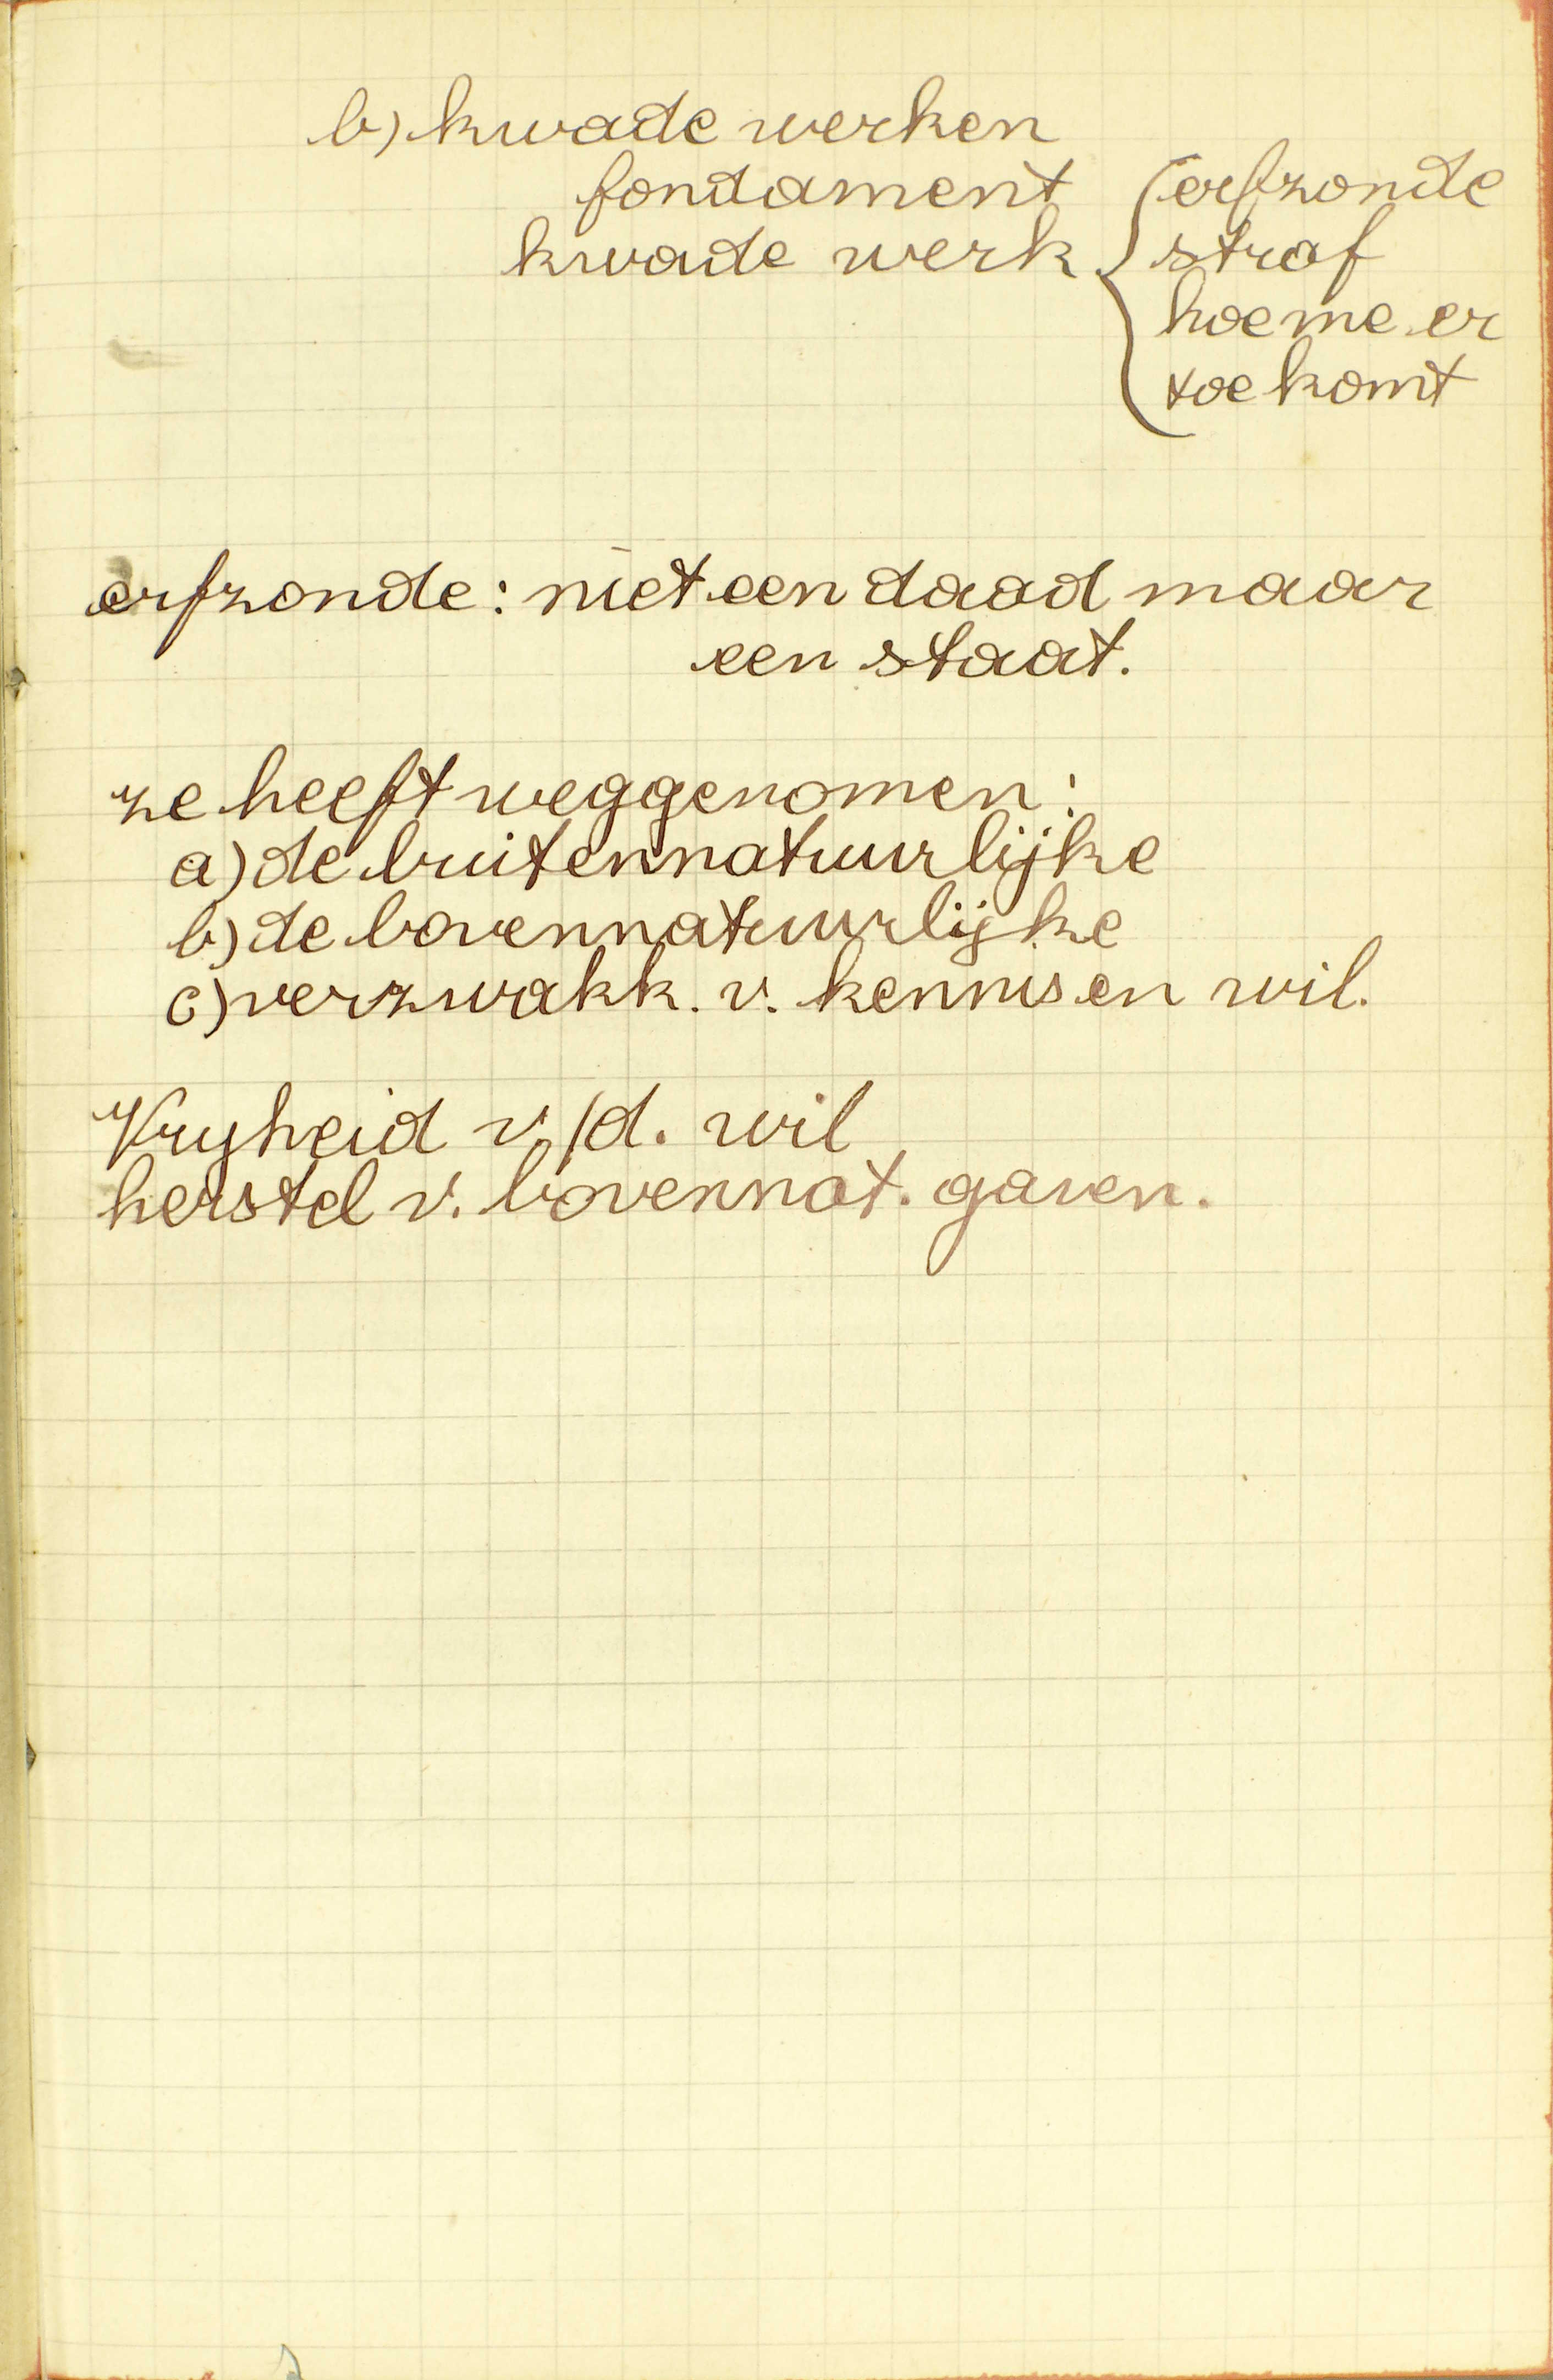 b) kwade werken
fondament
kwade werk
erfzonde
straf
hoe me er
toe komt
erfzonde: niet een daad maar
een staat.
ze heeft weggenomen:
a) de buitennatuurlijke
b) de bovennatuurlijke
c) verzwakk. v. kennis en wil.
Vryheid v/d. wil
herstel v. bovennat. gaven.